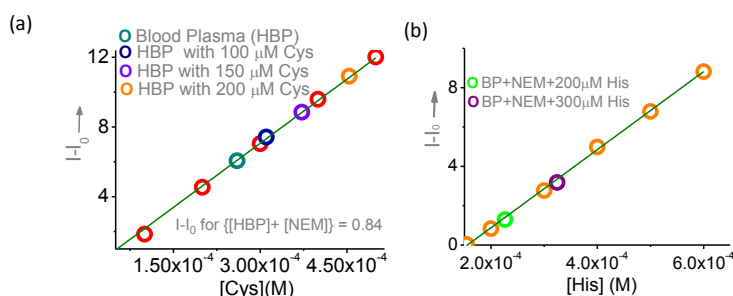 (a)
Blood Plasma (HBP)
HBP with 100 μM Cys
HBP with 150 μM Cys
HBP with 200 μM Cys
12
8
4
I-I₀ →
I-I₀ for {[HBP]+ [NEM]} = 0.84
1.50x10⁻⁴ 3.00x10⁻⁴ 4.50x10⁻⁴
[Cys](M)
(b)
BP+NEM+200μM His
BP+NEM+300μM His
8
4
0
I-I₀ →
2.0x10⁻⁴ 4.0x10⁻⁴ 6.0x10⁻⁴
[His] (M)